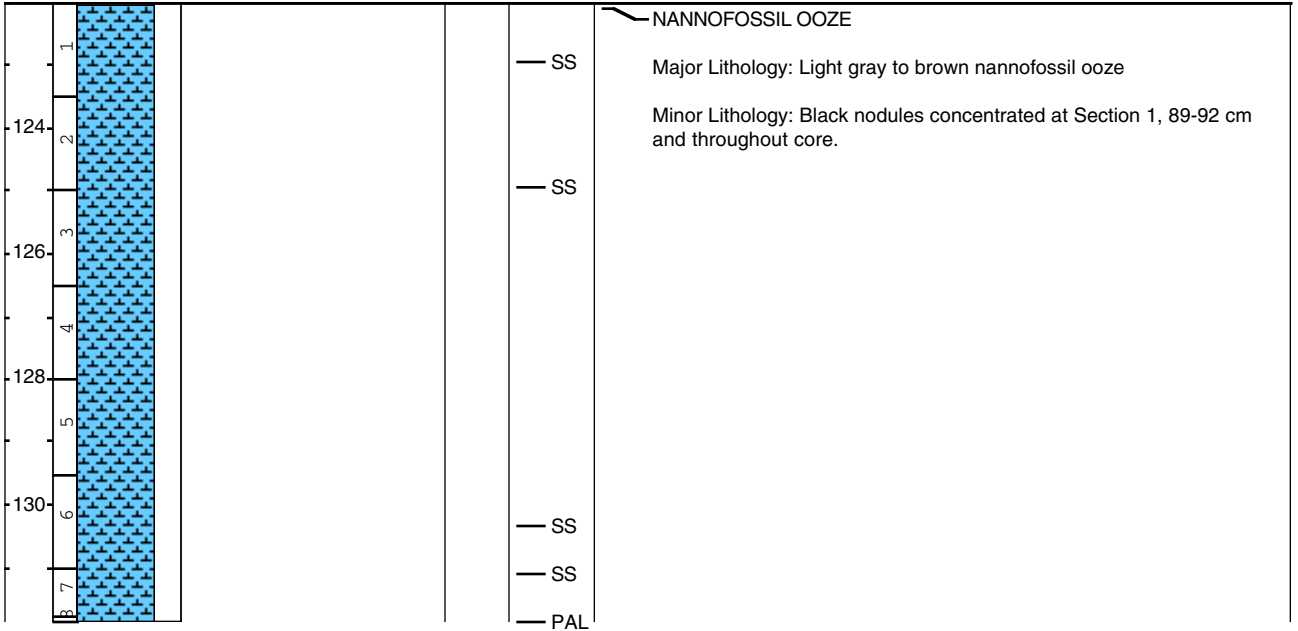 NANNOFOSSIL OOZE
1
SS
Major Lithology: Light gray to brown nannofossil ooze
Minor Lithology: Black nodules concentrated at Section 1, 89-92 cm
and throughout core.
124
2
SS
3
126
4
128
5
130
6
SS
SS
7
8
PAL